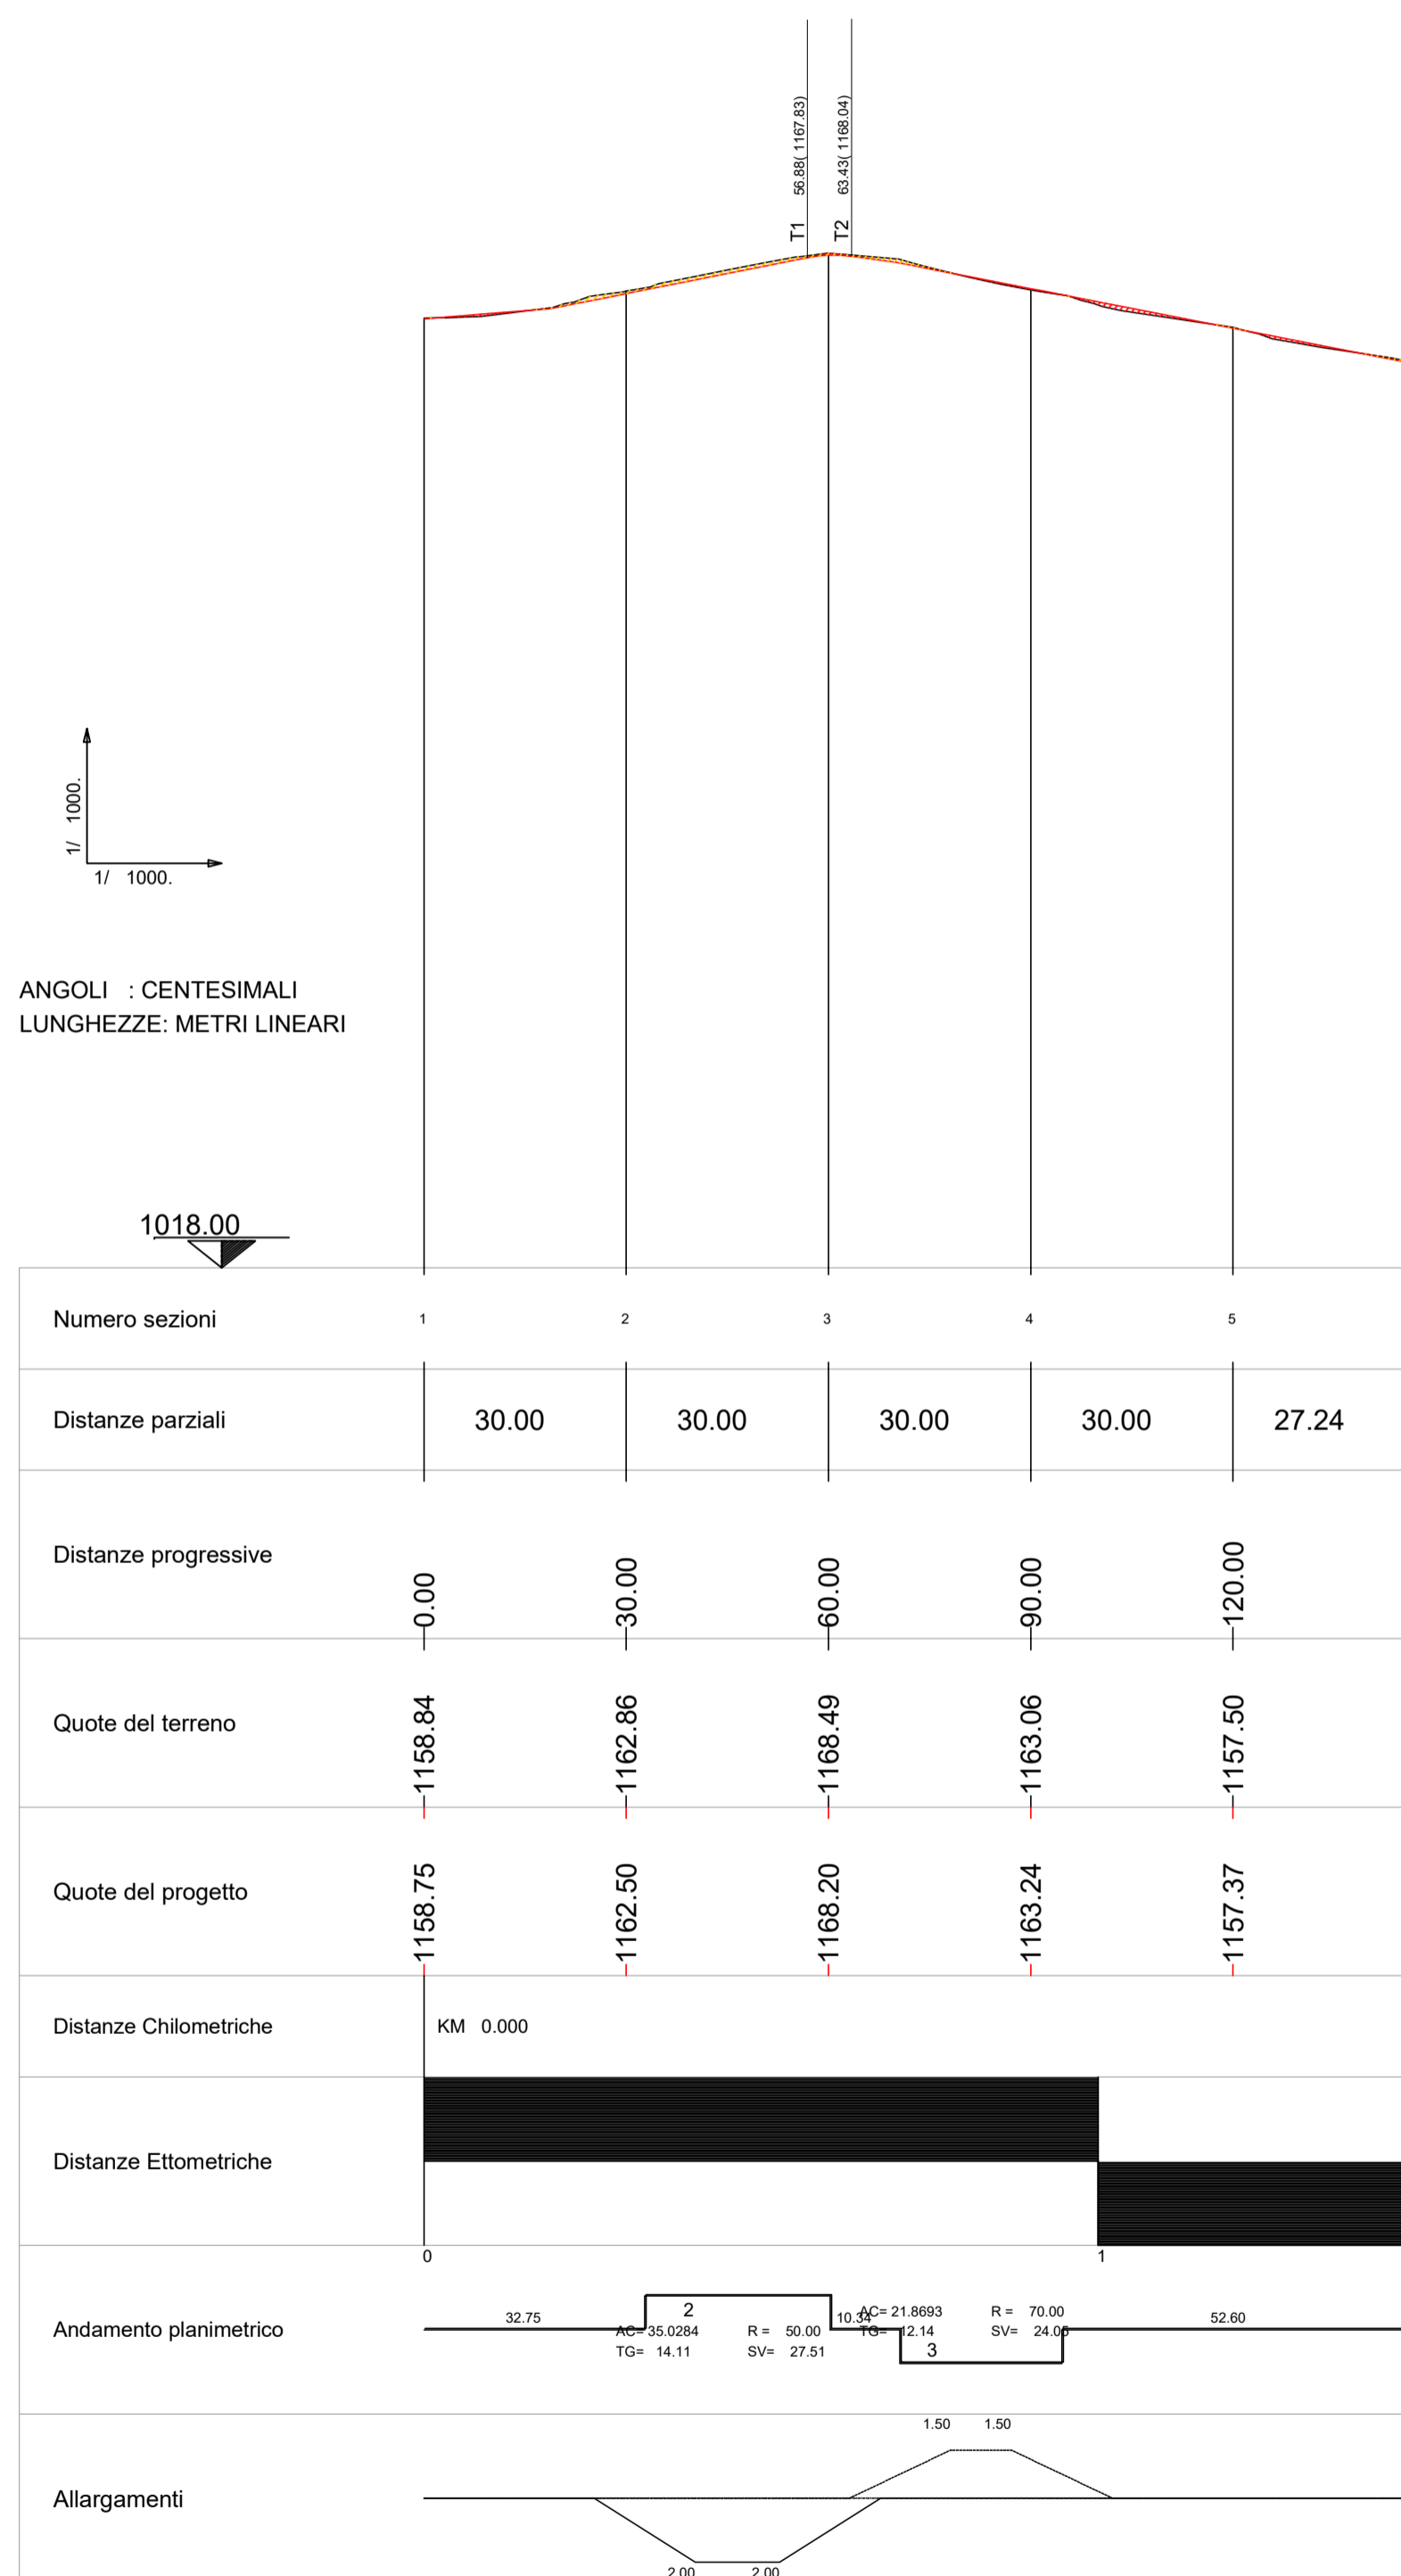 T1 56.88( 1167.83)
T2 63.43( 1168.04)
1/ 1000.
1/ 1000.
ANGOLI : CENTESIMALI
LUNGHEZZE: METRI LINEARI
1018.00
Numero sezioni 1 2 3 4 5
Distanze parziali 30.00 30.00 30.00 30.00 27.24
Distanze progressive 0.00 30.00 60.00 90.00 120.00
Quote del terreno 1158.84 1162.86 1168.49 1163.06 1157.50
Quote del progetto 1158.75 1162.50 1168.20 1163.24 1157.37
Distanze Chilometriche KM 0.000
Distanze Ettometriche
0 1
Andamento planimetrico
32.75 2 10.34 AC= 21.8693 R = 70.00 52.60
AC= 35.0284 R = 50.00 TG= 12.14 SV= 24.05
TG= 14.11 SV= 27.51 3
1.50 1.50
Allargamenti
2.00 2.00